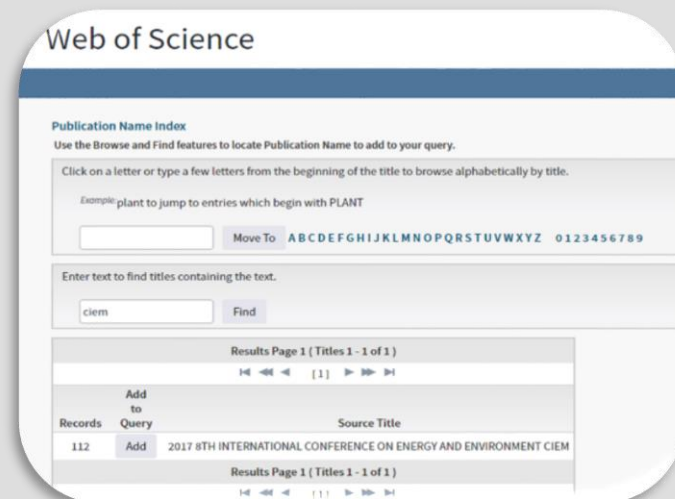 Web of Science
Publication Name Index
Use the Browse and Find features to locate Publication Name to add to your query.
Click on a letter or type a few letters from the beginning of the title to browse alphabetically by title.
Example: plant to jump to entries which begin with PLANT
Move To A B C D E F G H I J K L M N O P Q R S T U V W X Y Z 0 1 2 3 4 5 6 7 8 9
Enter text to find titles containing the text.
ciem Find
Results Page 1 ( Titles 1 - 1 of 1 )
[1]
Add
to
Records Query Source Title
112 Add 2017 8TH INTERNATIONAL CONFERENCE ON ENERGY AND ENVIRONMENT CIEM
Results Page 1 ( Titles 1 - 1 of 1 )
[1]